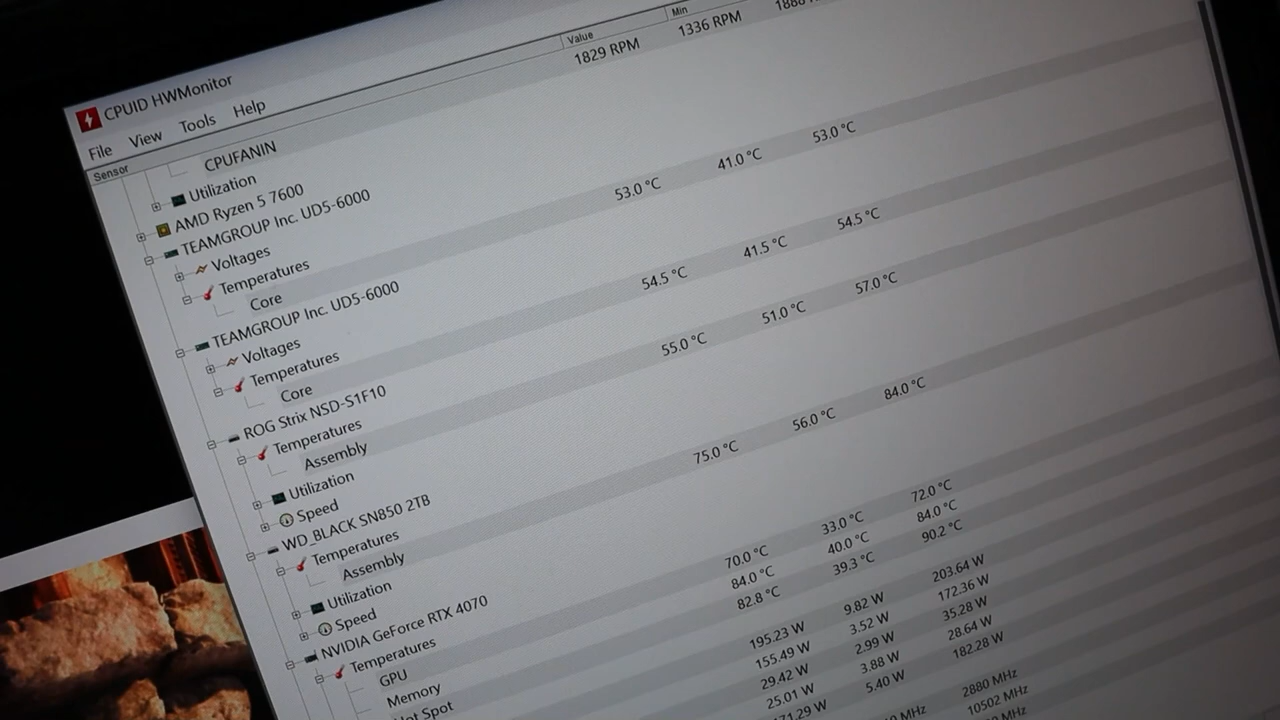 CPUID HWMonitor
File View Tools Help
Sensor Value Min
CPUFANIN 1829 RPM 1336 RPM
Utilization
AMD Ryzen 5 7600
TEAMGROUP Inc. UD5-6000
Voltages
Temperatures
Core 53.0 °C 41.0 °C 53.0 °C
TEAMGROUP Inc. UD5-6000
Voltages
Temperatures
Core 54.5 °C 41.5 °C 54.5 °C
ROG Strix NSD-S1F10
Temperatures
Assembly 55.0 °C 51.0 °C 57.0 °C
Utilization
Speed
WD_BLACK SN850 2TB
Temperatures
Assembly 75.0 °C 56.0 °C 84.0 °C
Utilization
Speed
NVIDIA GeForce RTX 4070
Temperatures
GPU 70.0 °C 33.0 °C 72.0 °C
Memory 84.0 °C 40.0 °C 84.0 °C
Hot Spot 82.8 °C 39.3 °C 90.2 °C
195.23 W 9.82 W 203.64 W
155.49 W 3.52 W 172.36 W
29.42 W 2.99 W 35.28 W
25.01 W 3.88 W 28.64 W
171.29 W 5.40 W 182.28 W
MHz 2880 MHz
10502 MHz
MHz